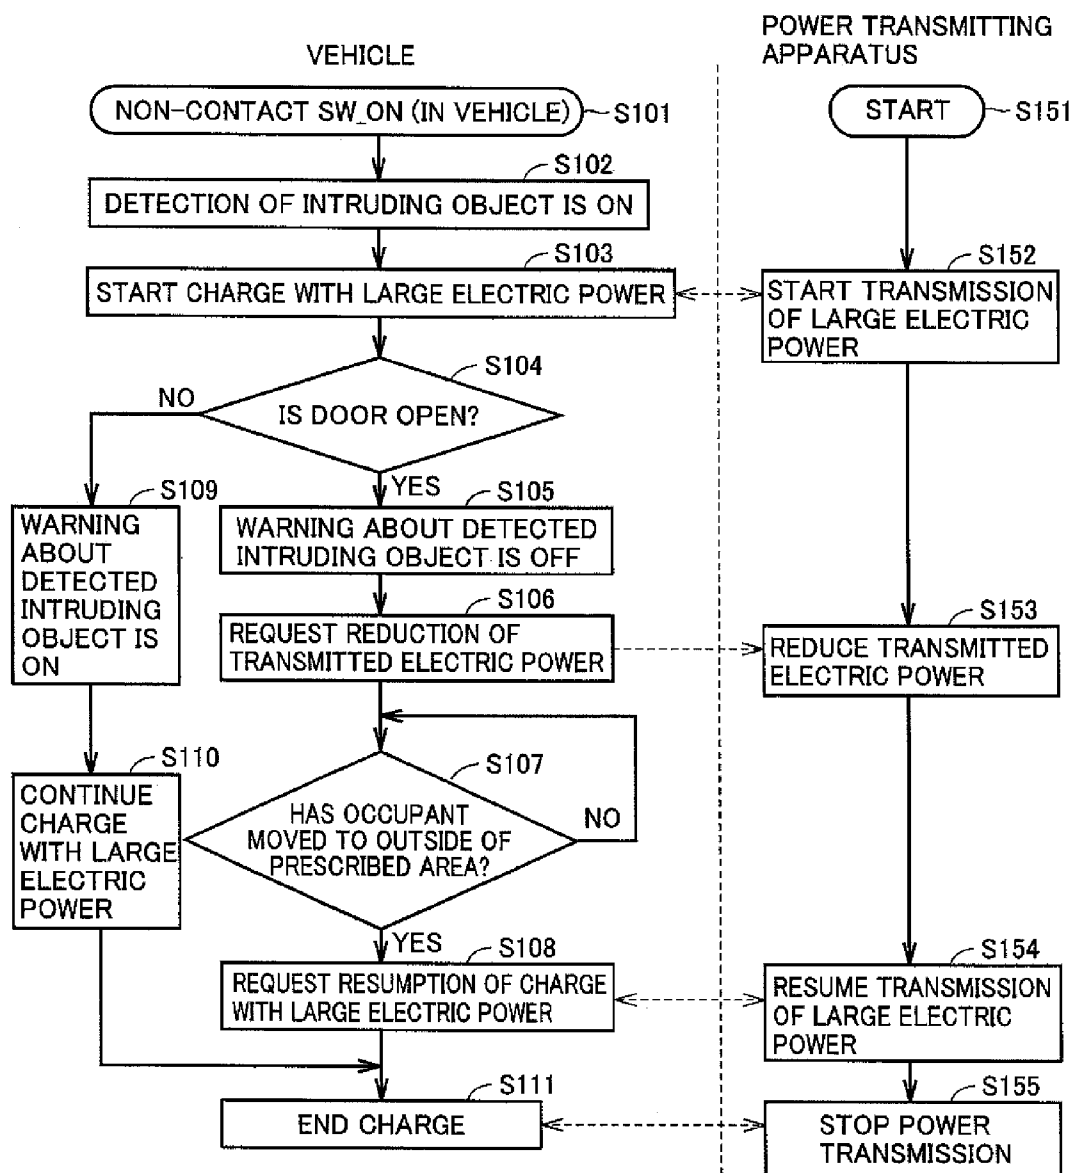 VEHICLE
POWER TRANSMITTING
APPARATUS
NON-CONTACT SW_ON (IN VEHICLE)
S101
START
S151
S102
DETECTION OF INTRUDING OBJECT IS ON
S103
START CHARGE WITH LARGE ELECTRIC POWER
S152
START TRANSMISSION
OF LARGE ELECTRIC
POWER
S104
IS DOOR OPEN?
NO
YES
S109
WARNING
ABOUT
DETECTED
INTRUDING
OBJECT IS
ON
S105
WARNING ABOUT DETECTED
INTRUDING OBJECT IS OFF
S106
REQUEST REDUCTION OF
TRANSMITTED ELECTRIC POWER
S153
REDUCE TRANSMITTED
ELECTRIC POWER
S110
CONTINUE
CHARGE
WITH LARGE
ELECTRIC
POWER
S107
HAS OCCUPANT
MOVED TO OUTSIDE OF
PRESCRIBED AREA?
NO
YES
S108
REQUEST RESUMPTION OF CHARGE
WITH LARGE ELECTRIC POWER
S154
RESUME TRANSMISSION
OF LARGE ELECTRIC
POWER
S111
END CHARGE
S155
STOP POWER
TRANSMISSION